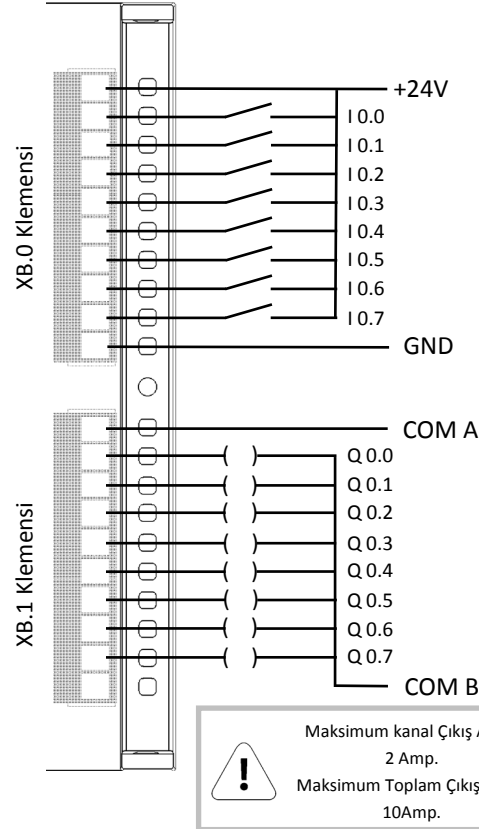 XB.0 Klemensi
+24V
I 0.0
I 0.1
I 0.2
I 0.3
I 0.4
I 0.5
I 0.6
I 0.7
GND
XB.1 Klemensi
COM A
Q 0.0
Q 0.1
Q 0.2
Q 0.3
Q 0.4
Q 0.5
Q 0.6
Q 0.7
COM B
!
Maksimum kanal Çıkış
2 Amp.
Maksimum Toplam Çıkış
10Amp.